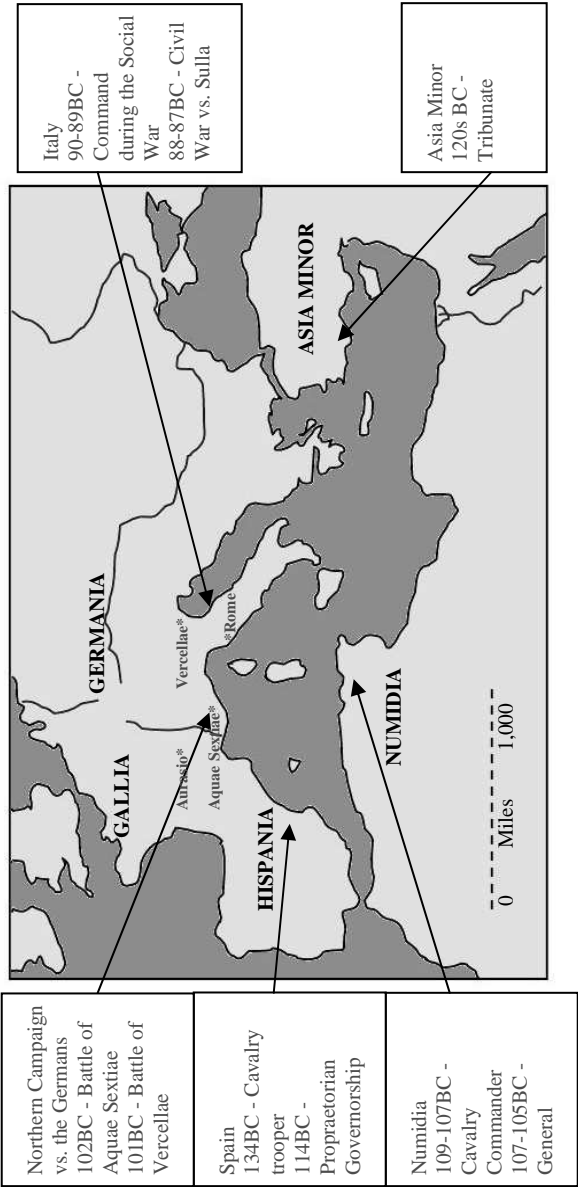 Northern Campaign
vs. the Germans
102BC - Battle of
Aquae Sextiae
101BC - Battle of
Vercellae
Spain
134BC - Cavalry
trooper
114BC -
Propraetorian
Governorship
Numidia
109-107BC -
Cavalry
Commander
107-105BC -
General
GERMANIA
GALLIA
Vercellae*
Aurasio*
Aquae Sextiae*
*Rome
HISPANIA
ASIA MINOR
NUMIDIA
0 Miles 1,000
Italy
90-89BC -
Command
during the Social
War
88-87BC - Civil
War vs. Sulla
Asia Minor
120s BC -
Tribunate